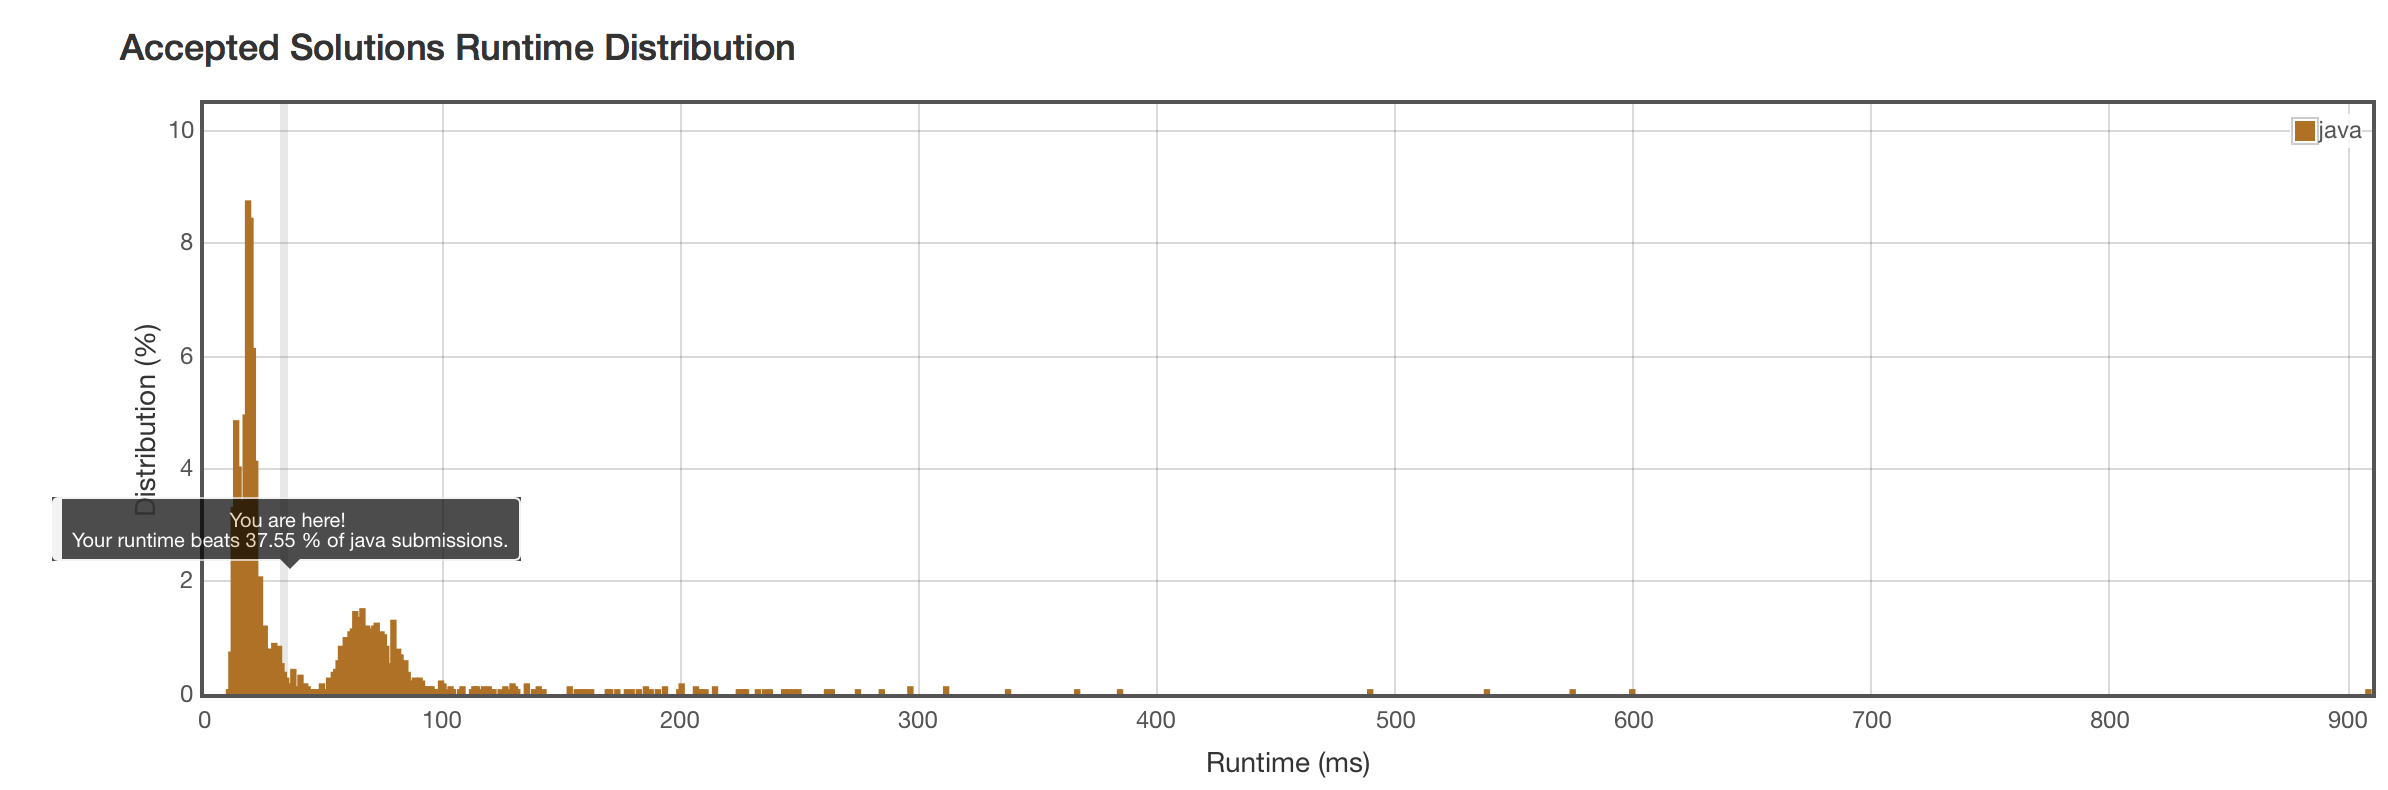 Accepted Solutions Runtime Distribution
10
java
8
6
Distribution (%)
4
You are here!
Your runtime beats 37.55 % of java submissions.
2
0
0 100 200 300 400 500 600 700 800 900
Runtime (ms)